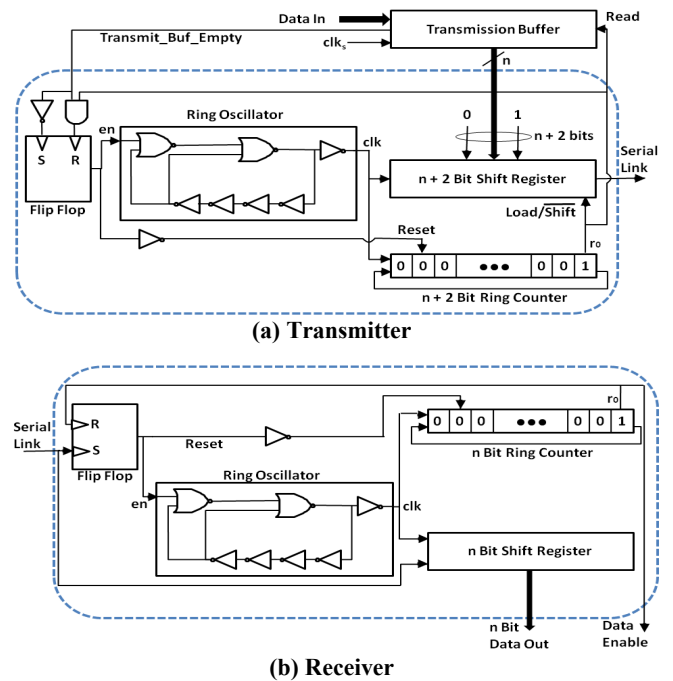 Data In
Transmission Buffer
Read
Transmit_Buf_Empty
clkₛ
n
Ring Oscillator
0 1
n + 2 bits
en
clk
S R
Flip Flop
n + 2 Bit Shift Register
Serial
Link
Load/Shift
Reset
r₀
0 0 0 ••• 0 0 1
n + 2 Bit Ring Counter
(a) Transmitter
r₀
R
Serial
Link
S
Reset
0 0 0 ••• 0 0 1
n Bit Ring Counter
Flip Flop
Ring Oscillator
en
clk
n Bit Shift Register
n Bit
Data Out
Data
Enable
(b) Receiver